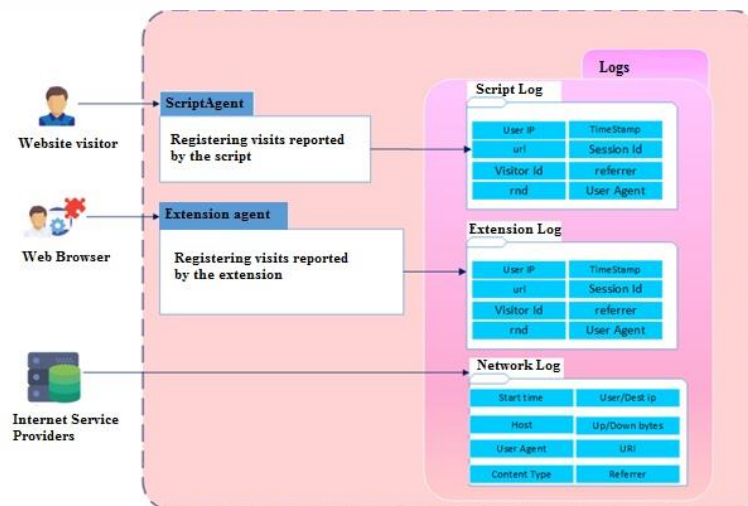 Logs
Script Log
ScriptAgent
Registering visits reported
by the script
Website visitor
User IP TimeStamp
url Session Id
Visitor Id referrer
rnd User Agent
Extension agent
Registering visits reported
by the extension
Web Browser
Extension Log
User IP TimeStamp
url Session Id
Visitor Id referrer
rnd User Agent
Network Log
Internet Service
Providers
Start time User/Dest ip
Host Up/Down bytes
User Agent URI
Content Type Referrer